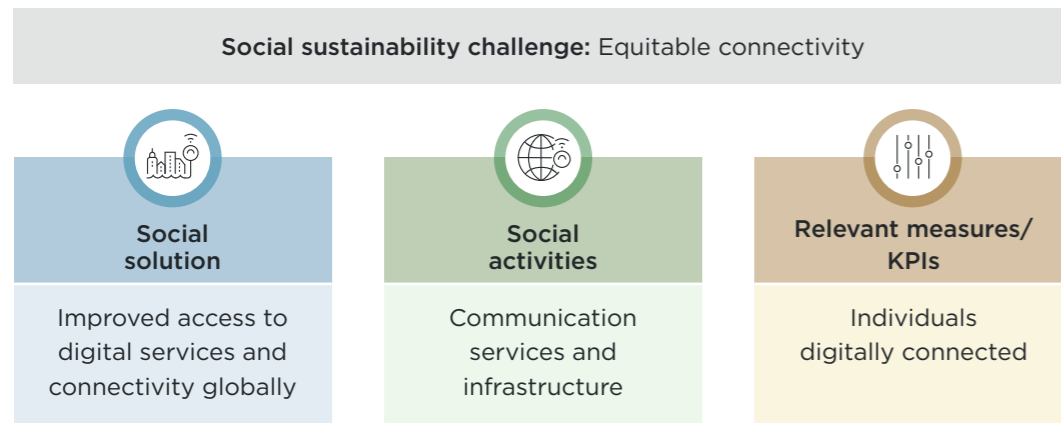 Social sustainability challenge: Equitable connectivity
Social
solution
Improved access to
digital services and
connectivity globally
Social
activities
Communication
services and
infrastructure
Relevant measures/
KPIs
Individuals
digitally connected